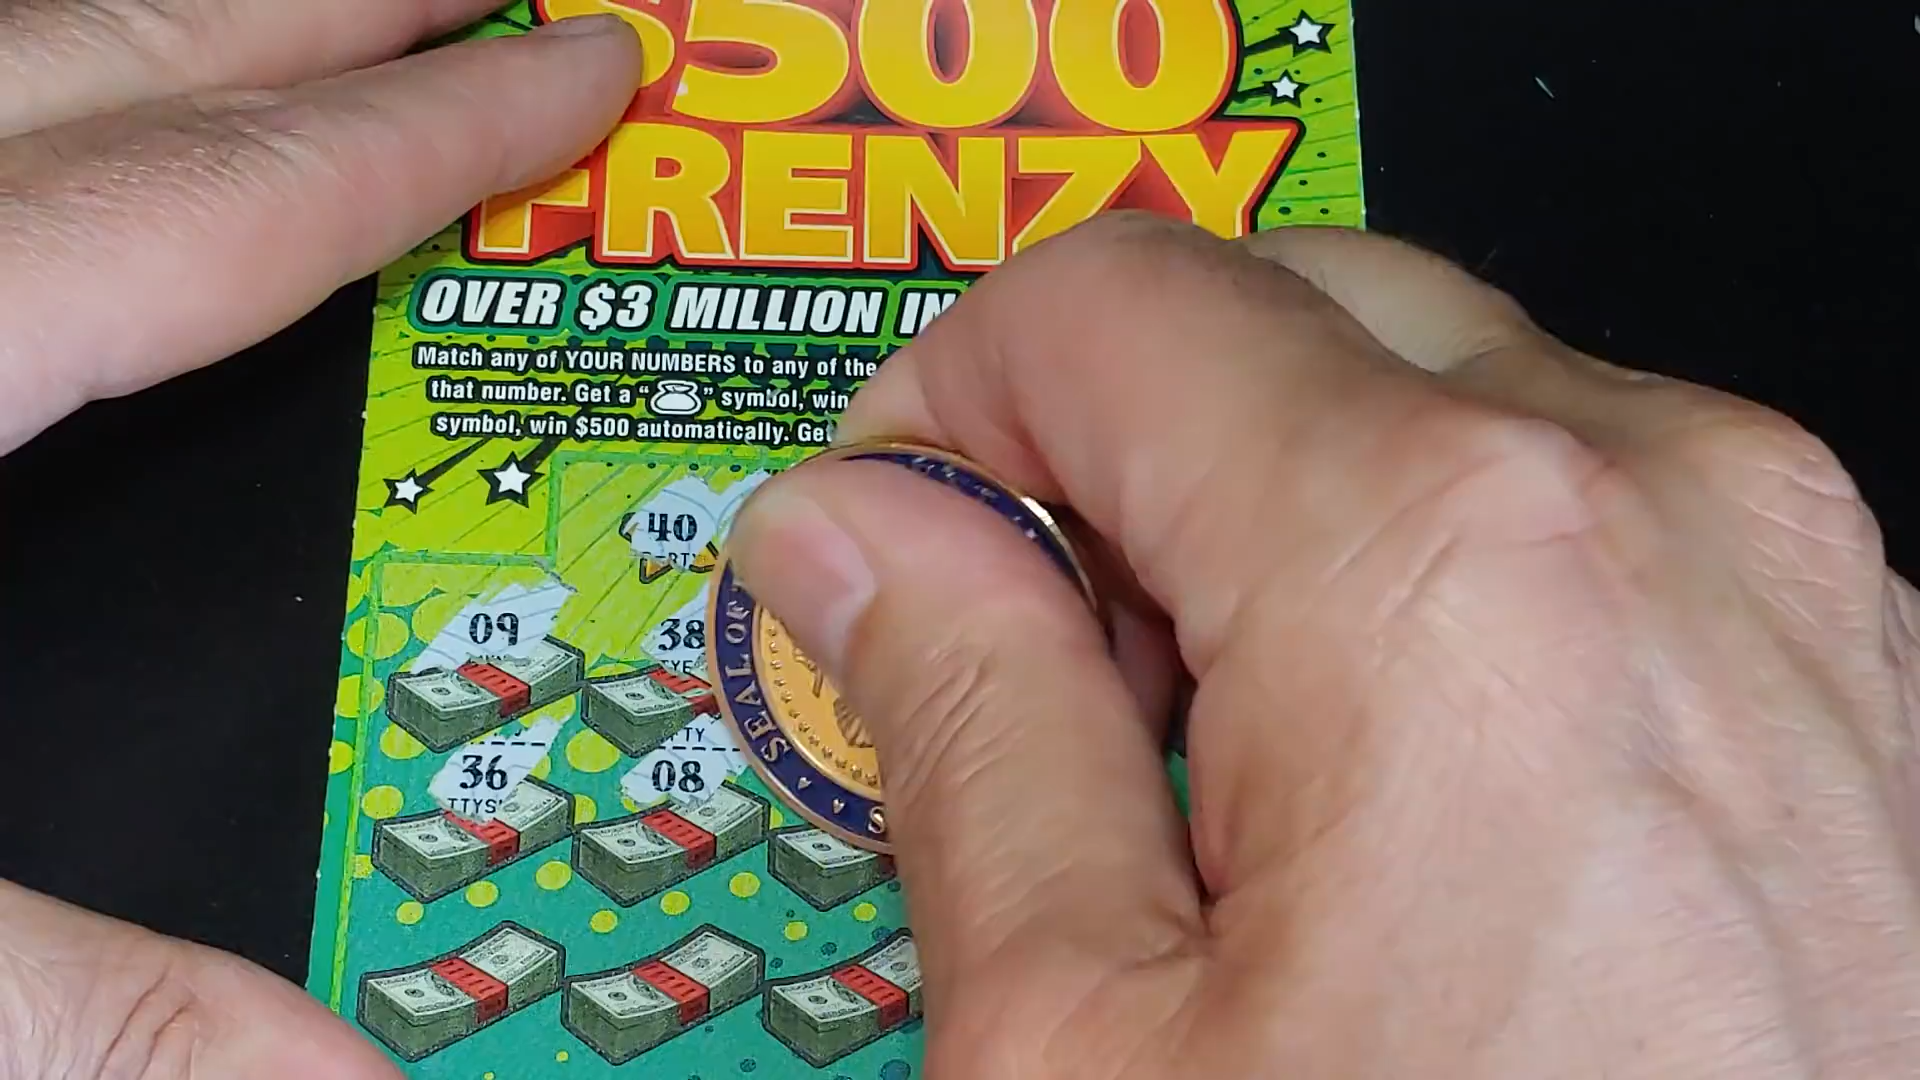 $500
FRENZY
OVER $3 MILLION IN
Match any of YOUR NUMBERS to any of the
that number. Get a “ ” symbol, win
symbol, win $500 automatically. Get
40
09 38
36 08
SEAL OF